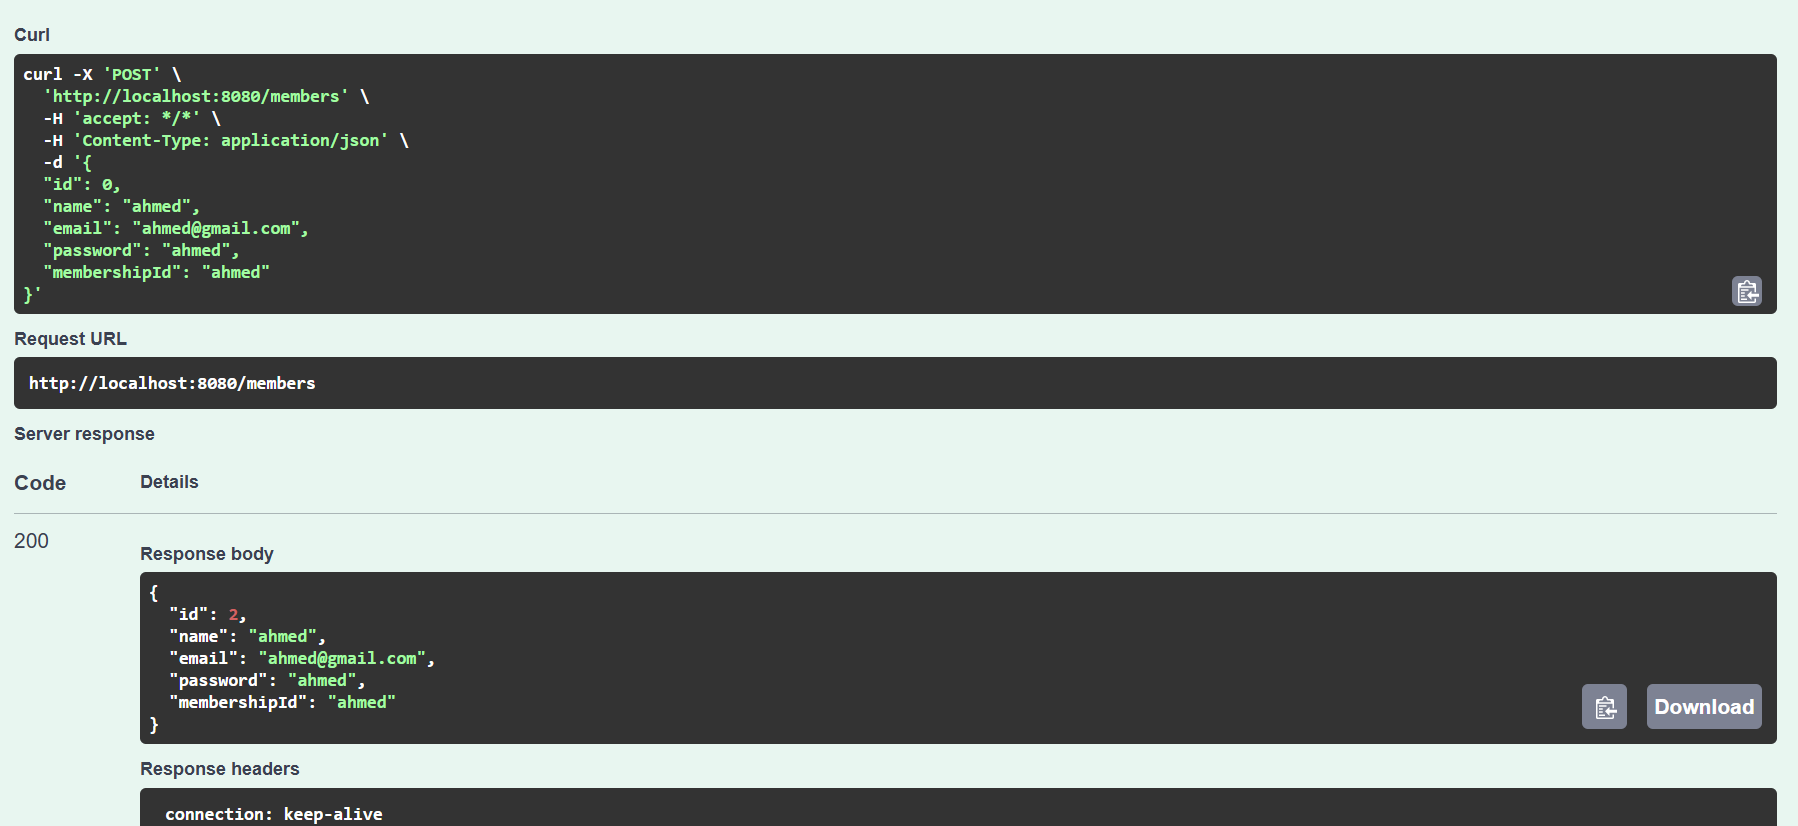 Curl
curl -X 'POST' \
'http://localhost:8080/members' \
-H 'accept: */*' \
-H 'Content-Type: application/json' \
-d '{
"id": 0,
"name": "ahmed",
"email": "ahmed@gmail.com",
"password": "ahmed",
"membershipId": "ahmed"
}'
Request URL
http://localhost:8080/members
Server response
Code Details
200
Response body
{
"id": 2,
"name": "ahmed",
"email": "ahmed@gmail.com",
"password": "ahmed",
"membershipId": "ahmed"
}
Download
Response headers
connection: keep-alive